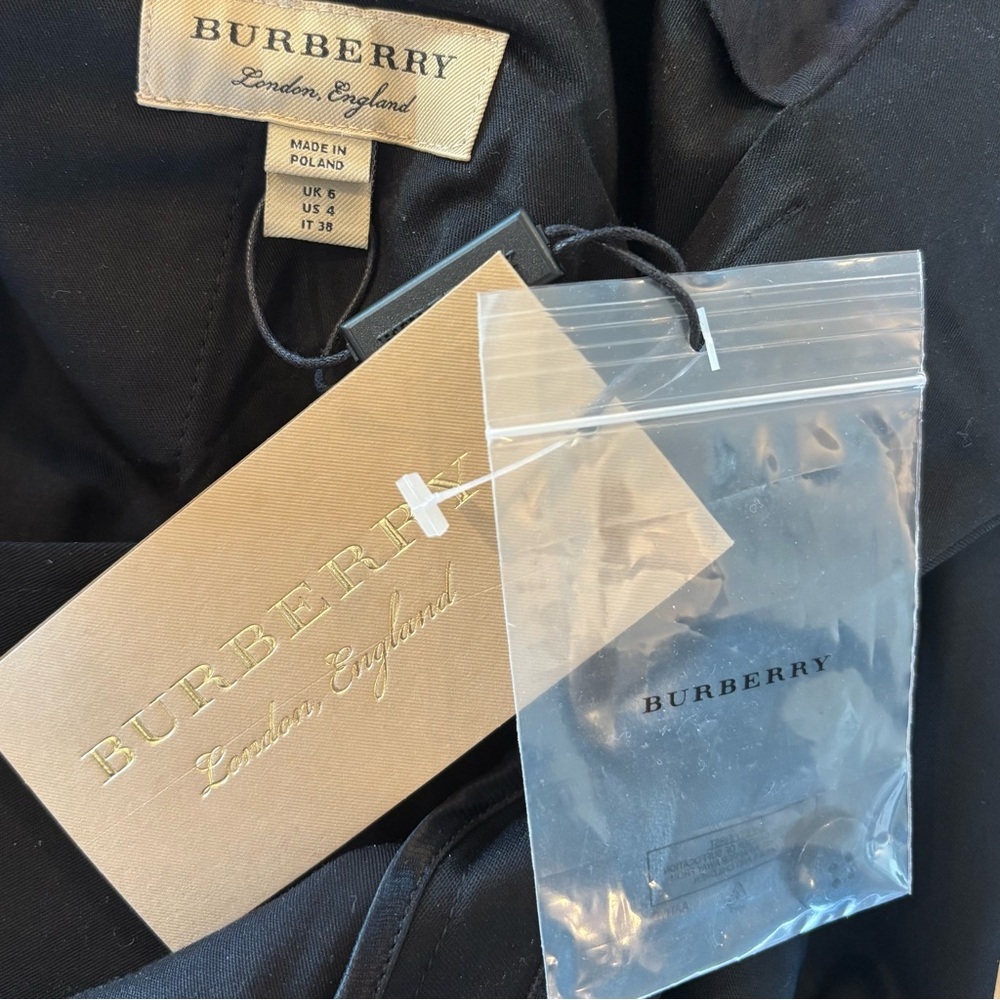 BURBERRY
London, England
MADE IN
POLAND
UK 6
US 4
IT 38
BURBERRY
London, England
BURBERRY